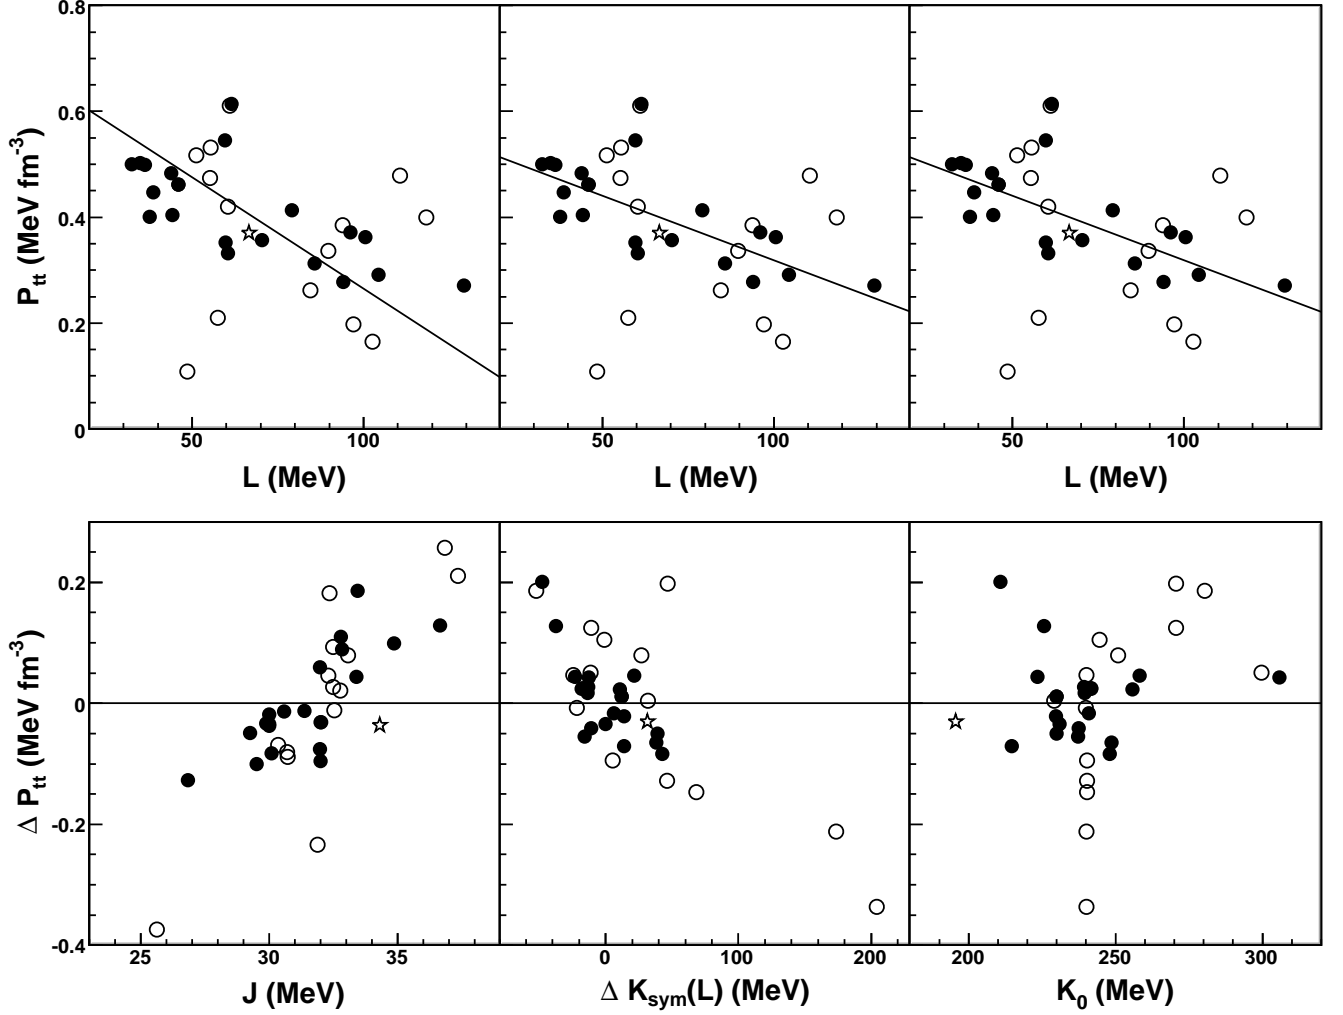 0.8
0.6
0.4
0.2
0
P_tt (MeV fm^-3)
50 100 50 100 50 100
L (MeV) L (MeV) L (MeV)
0.2
0
-0.2
-0.4
Δ P_tt (MeV fm^-3)
25 30 35 0 100 200 200 250 300
J (MeV) Δ K_sym(L) (MeV) K_0 (MeV)